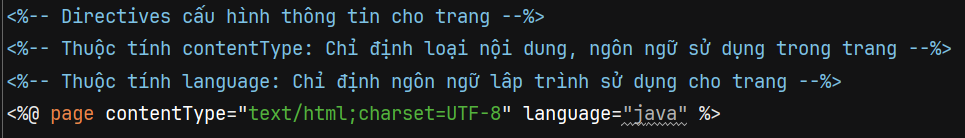 <%-- Directives cấu hình thông tin cho trang --%>
<%-- Thuộc tính contentType: Chỉ định loại nội dung, ngôn ngữ sử dụng trong trang --%>
<%-- Thuộc tính language: Chỉ định ngôn ngữ lâp trình sử dụng cho trang --%>
<%@ page contentType="text/html;charset=UTF-8" language="java" %>